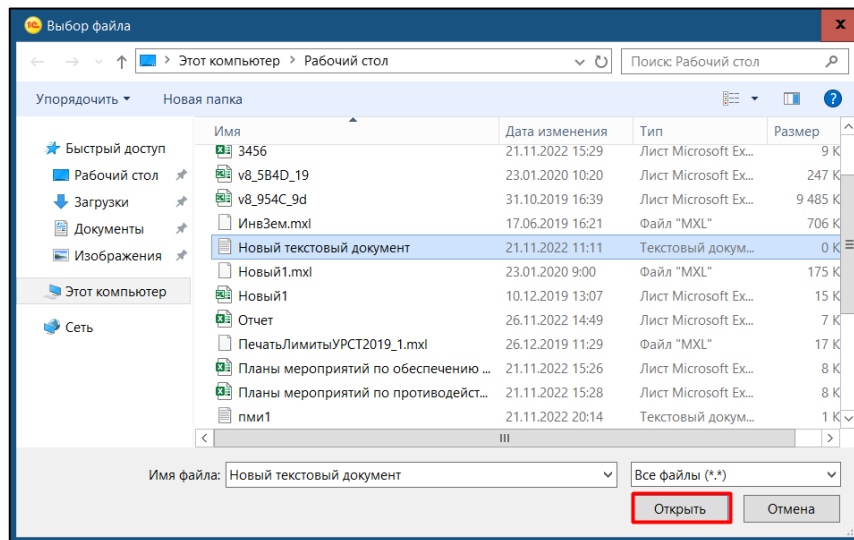 1С Выбор файла x
Этот компьютер > Рабочий стол Поиск: Рабочий стол
Упорядочить Новая папка ?
Имя Дата изменения Тип Размер
Быстрый доступ
Рабочий стол
Загрузки
Документы
Изображения
Этот компьютер
Сеть
3456 21.11.2022 15:29 Лист Microsoft Ex... 9 К
v8_5B4D_19 23.01.2020 10:20 Лист Microsoft Ex... 247 К
v8_954C_9d 31.10.2019 16:39 Лист Microsoft Ex... 9 485 К
ИнвЗем.mxl 17.06.2019 16:21 Файл "MXL" 706 К
Новый текстовый документ 21.11.2022 11:11 Текстовый докум... 0 К
Новый1.mxl 23.01.2020 9:00 Файл "MXL" 175 К
Новый1 10.12.2019 13:07 Лист Microsoft Ex... 15 К
Отчет 26.11.2022 14:49 Лист Microsoft Ex... 7 К
ПечатьЛимитыУРСТ2019_1.mxl 26.12.2019 11:29 Файл "MXL" 17 К
Планы мероприятий по обеспечению ... 21.11.2022 15:26 Лист Microsoft Ex... 8 К
Планы мероприятий по противодейст... 21.11.2022 15:28 Лист Microsoft Ex... 8 К
пми1 21.11.2022 20:14 Текстовый докум... 1 К
Имя файла: Новый текстовый документ Все файлы (*.*)
Открыть Отмена